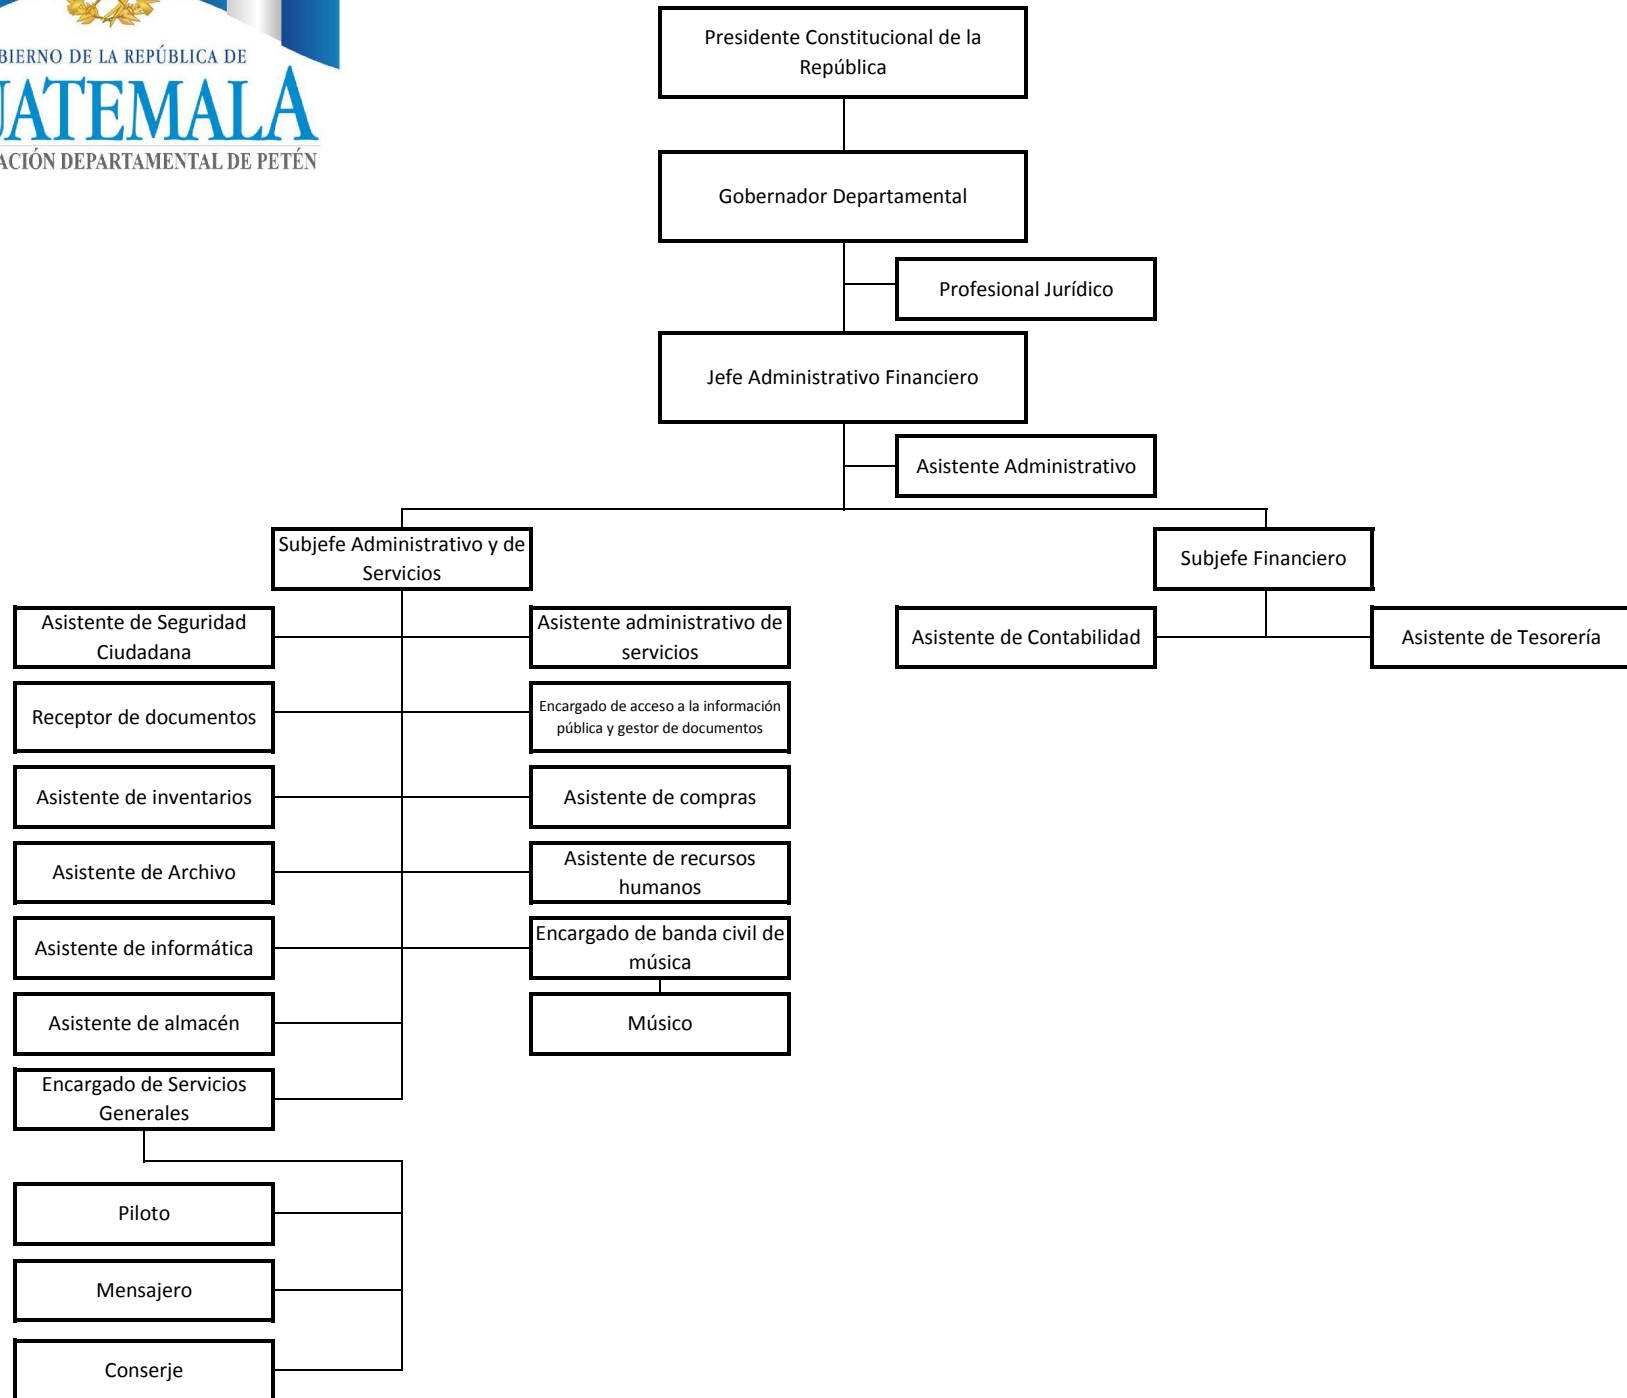 BIERNO DE LA REPÚBLICA DE
UATEMALA
ACIÓN DEPARTAMENTAL DE PETÉN
Presidente Constitucional de la
República
Gobernador Departamental
Profesional Jurídico
Jefe Administrativo Financiero
Asistente Administrativo
Subjefe Administrativo y de
Servicios
Subjefe Financiero
Asistente de Seguridad
Ciudadana
Asistente administrativo de
servicios
Asistente de Contabilidad
Asistente de Tesorería
Receptor de documentos
Encargado de acceso a la información
pública y gestor de documentos
Asistente de inventarios
Asistente de compras
Asistente de Archivo
Asistente de recursos
humanos
Asistente de informática
Encargado de banda civil de
música
Asistente de almacén
Músico
Encargado de Servicios
Generales
Piloto
Mensajero
Conserje